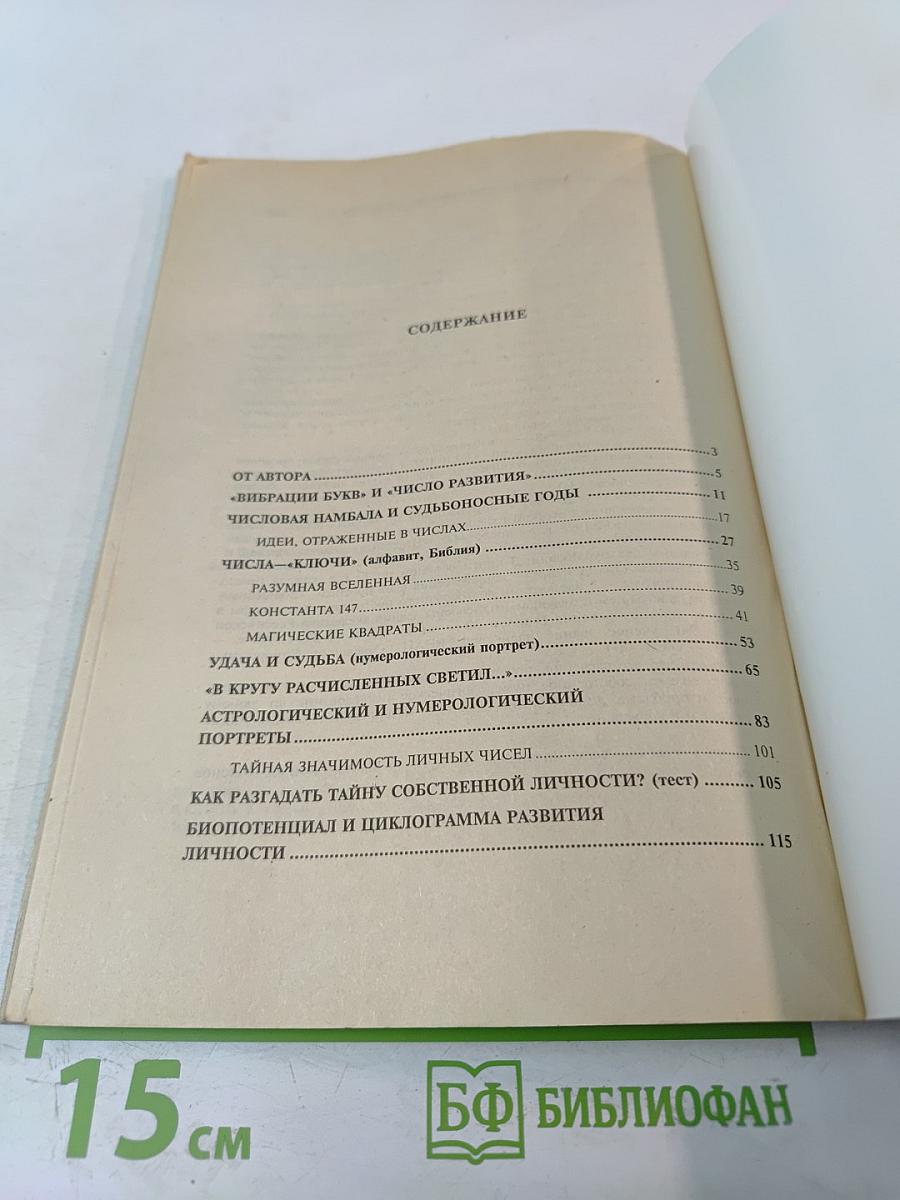 СОДЕРЖАНИЕ
ОТ АВТОРА ........ 3
«ВИБРАЦИИ БУКВ» И «ЧИСЛО РАЗВИТИЯ» ........ 5
ЧИСЛОВАЯ НАМБАЛА И СУДЬБОНОСНЫЕ ГОДЫ ........ 11
ИДЕИ, ОТРАЖЕННЫЕ В ЧИСЛАХ ........ 17
ЧИСЛА—«КЛЮЧИ» (алфавит, Библия) ........ 27
РАЗУМНАЯ ВСЕЛЕННАЯ ........ 35
КОНСТАНТА 147 ........ 39
МАГИЧЕСКИЕ КВАДРАТЫ ........ 41
УДАЧА И СУДЬБА (нумерологический портрет) ........ 53
«В КРУГУ РАСЧИСЛЕННЫХ СВЕТИЛ...» ........ 65
АСТРОЛОГИЧЕСКИЙ И НУМЕРОЛОГИЧЕСКИЙ
ПОРТРЕТЫ ........ 83
ТАЙНАЯ ЗНАЧИМОСТЬ ЛИЧНЫХ ЧИСЕЛ ........ 101
КАК РАЗГАДАТЬ ТАЙНУ СОБСТВЕННОЙ ЛИЧНОСТИ? (тест) ........ 105
БИОПОТЕНЦИАЛ И ЦИКЛОГРАММА РАЗВИТИЯ
ЛИЧНОСТИ ........ 115
15 см
БФ БИБЛИОФАН